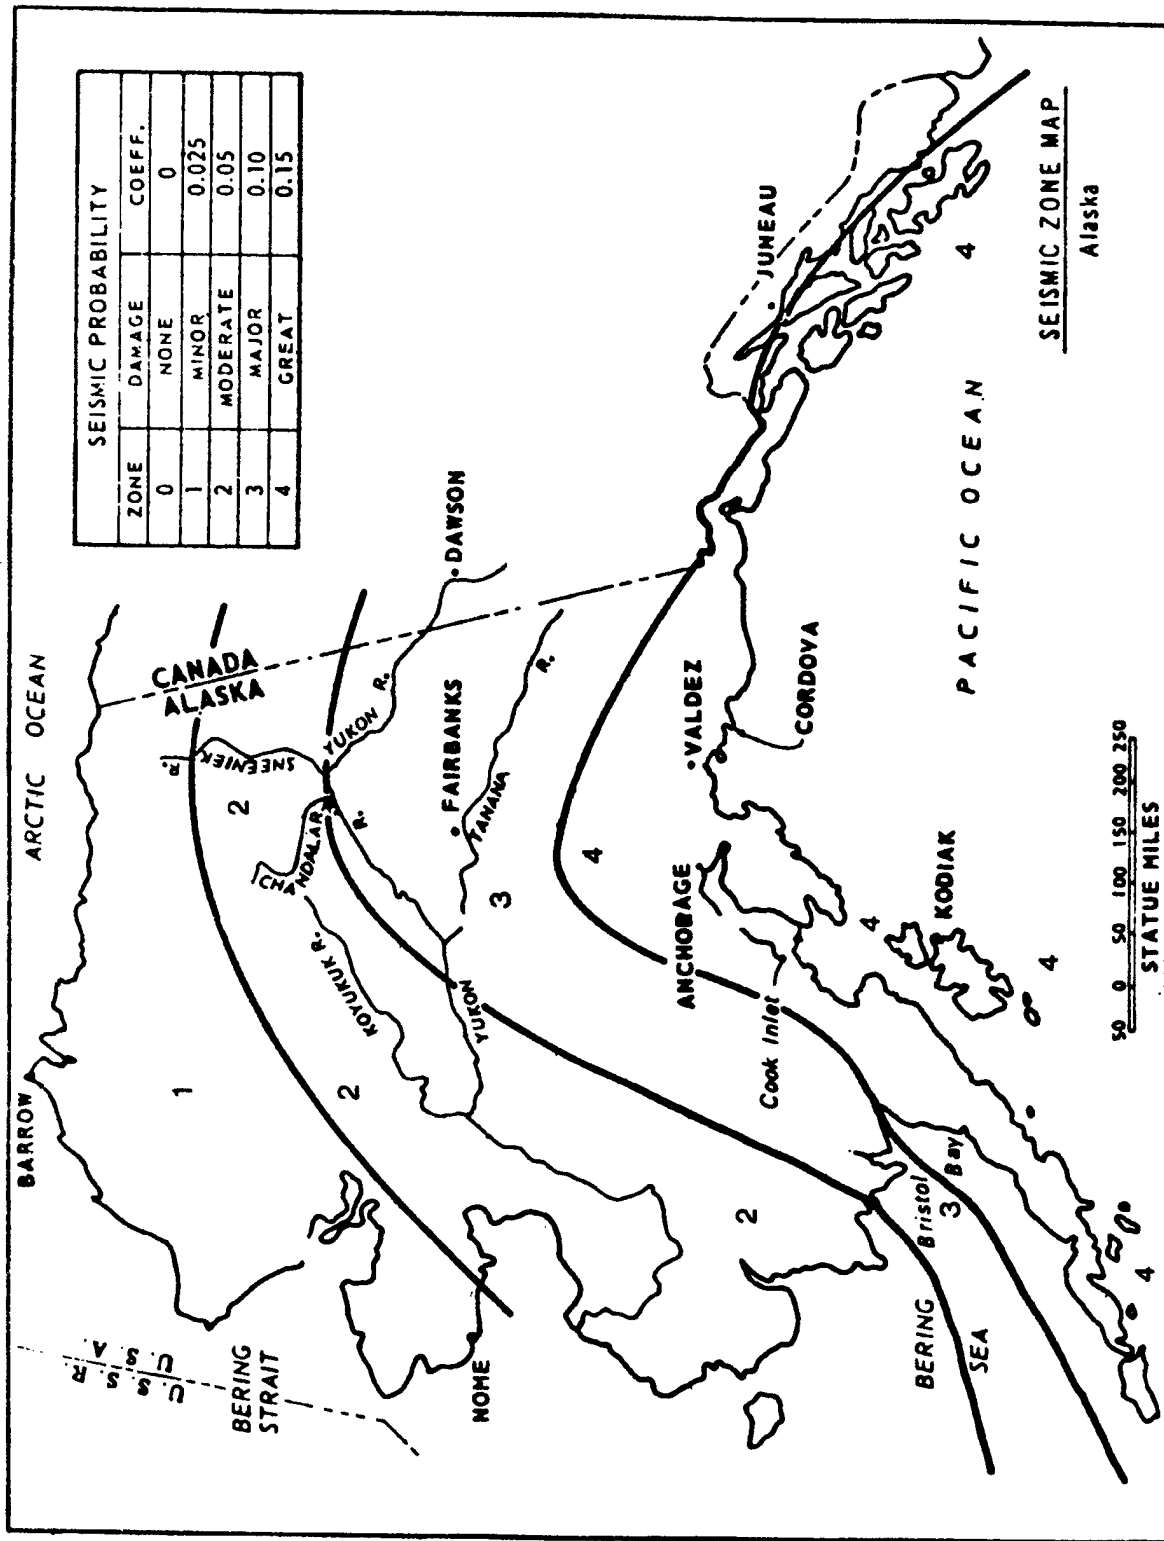 SEISMIC PROBABILITY
ZONE DAMAGE COEFF.
0 NONE 0
1 MINOR 0.025
2 MODERATE 0.05
3 MAJOR 0.10
4 GREAT 0.15
ARCTIC OCEAN
BARROW
CANADA
ALASKA
U. S. S. R.
U. S. A.
BERING
STRAIT
1
2
2
SHEENJEK
R.
CHANDALAR
R.
YUKON R.
KOYUKUK R.
YUKON
DAWSON
FAIRBANKS
TANANA R.
3
NOME
4
VALDEZ
CORDOVA
ANCHORAGE
Cook Inlet
JUNEAU
2
4
KODIAK
4
4
Bristol Bay
3
BERING
SEA
4
PACIFIC OCEAN
50 0 50 100 150 200 250
STATUE MILES
SEISMIC ZONE MAP
Alaska